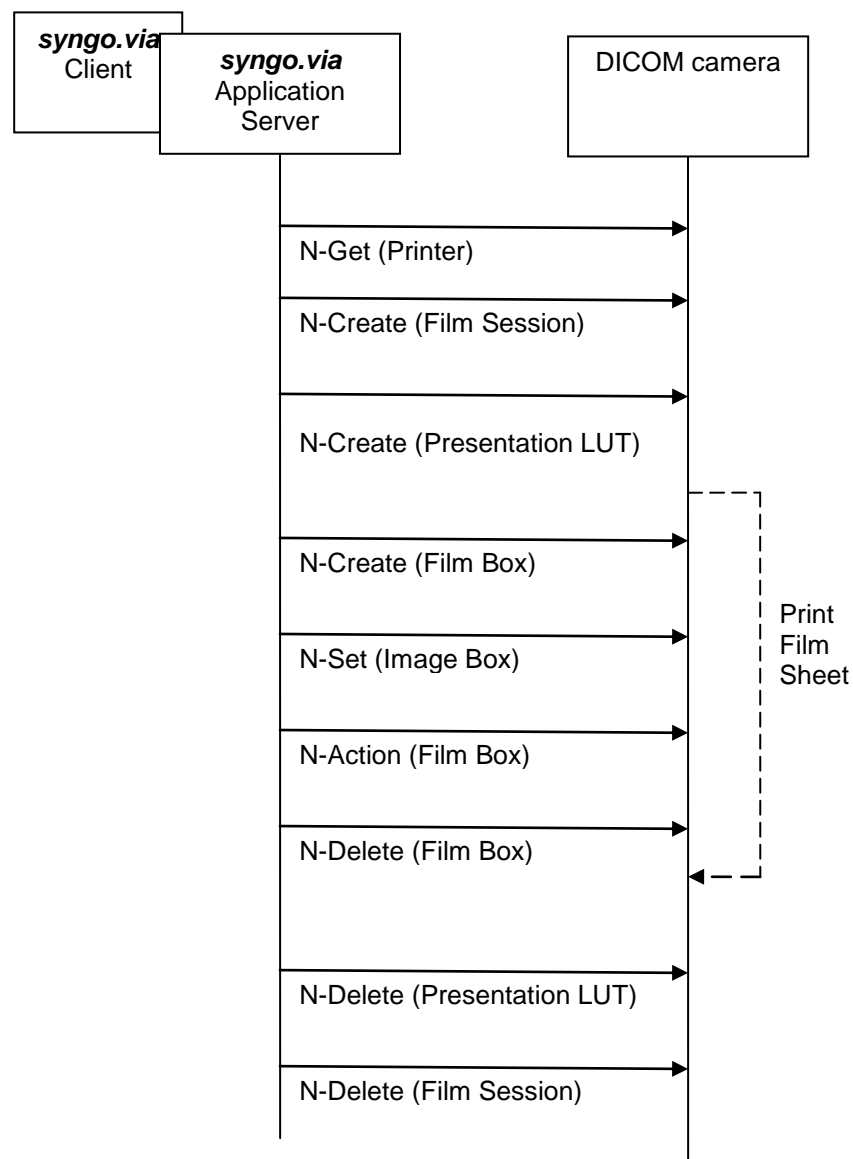 syngo.via
Client
syngo.via
Application
Server
DICOM camera
N-Get (Printer)
N-Create (Film Session)
N-Create (Presentation LUT)
N-Create (Film Box)
N-Set (Image Box)
Print
Film
Sheet
N-Action (Film Box)
N-Delete (Film Box)
N-Delete (Presentation LUT)
N-Delete (Film Session)